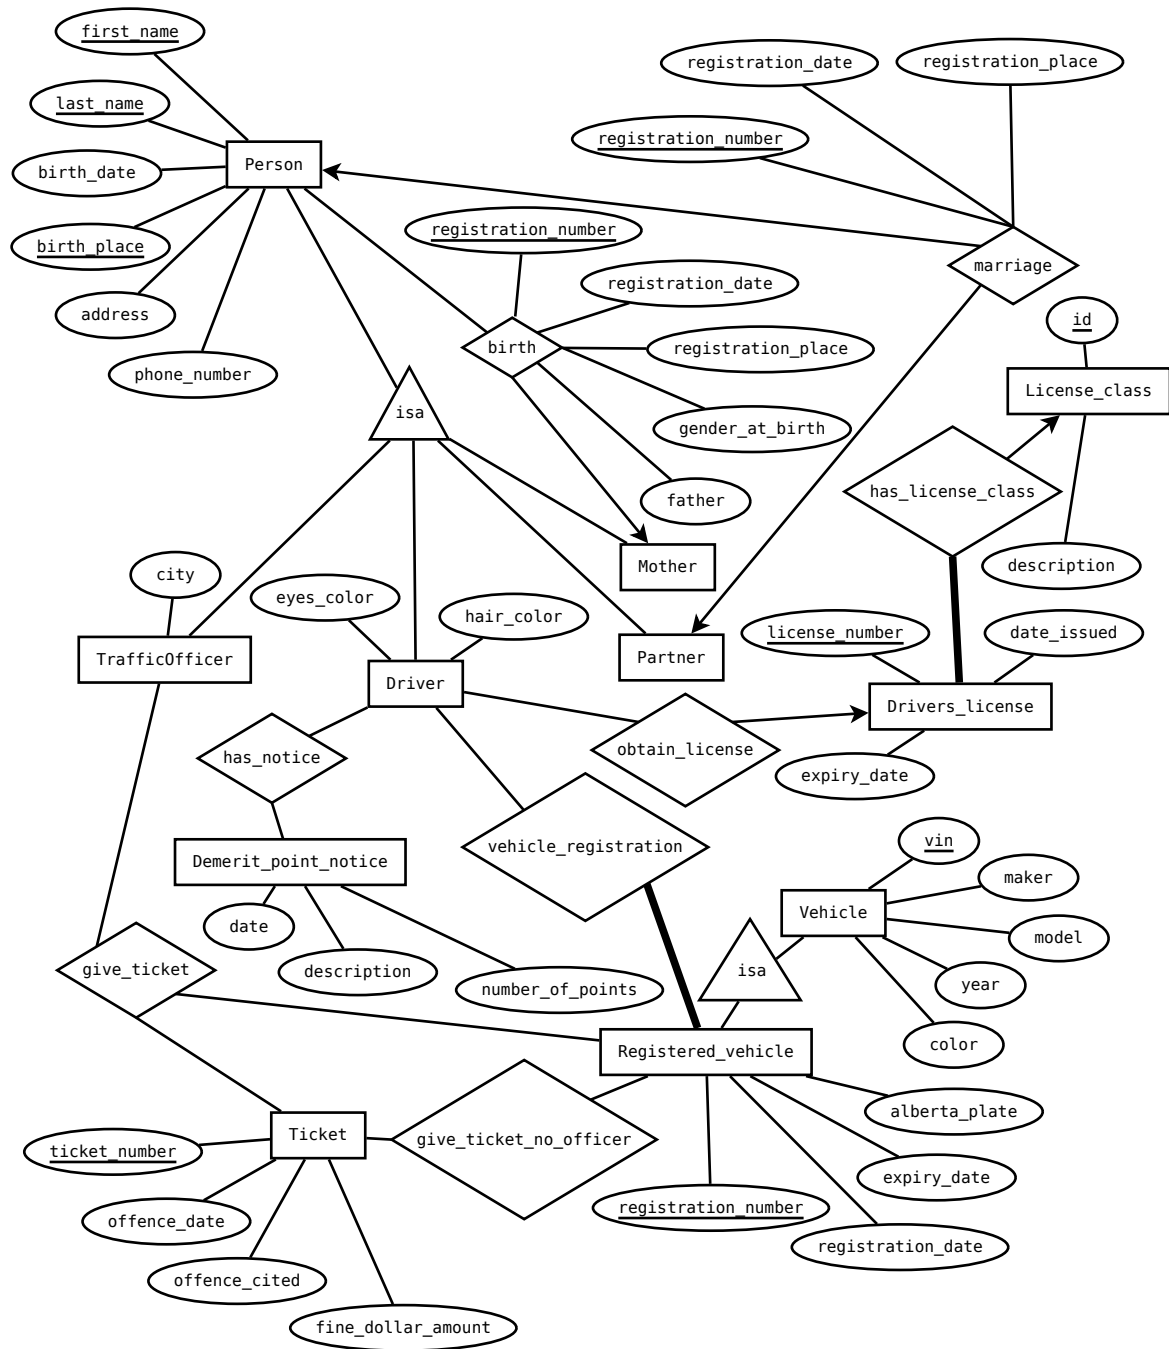 first_name
registration_date
registration_place
last_name
registration_number
Person
birth_date
registration_number
birth_place
marriage
registration_date
address
id
birth
registration_place
phone_number
License_class
isa
gender_at_birth
has_license_class
father
description
Mother
city
eyes_color
hair_color
license_number
date_issued
TrafficOfficer
Partner
Driver
Drivers_license
has_notice
obtain_license
expiry_date
vin
vehicle_registration
Demerit_point_notice
maker
Vehicle
date
model
give_ticket
description
isa
year
number_of_points
color
Registered_vehicle
alberta_plate
Ticket
give_ticket_no_officer
ticket_number
expiry_date
registration_number
offence_date
registration_date
offence_cited
fine_dollar_amount